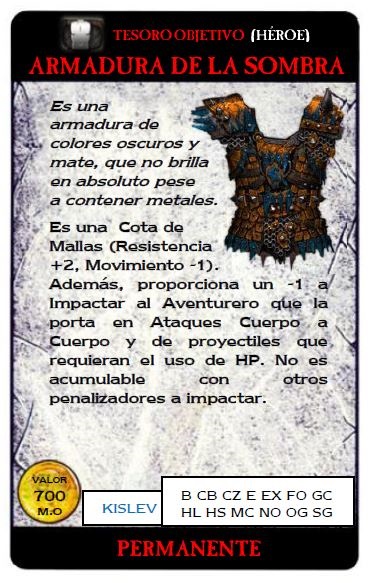 TESORO OBJETIVO (HÉROE)
ARMADURA DE LA SOMBRA
Es una
armadura de
colores oscuros y
mate, que no brilla
en absoluto pese
a contener metales.
Es una Cota de
Mallas (Resistencia
+2, Movimiento -1).
Además, proporciona un -1 a
Impactar al Aventurero que la
porta en Ataques Cuerpo a
Cuerpo y de proyectiles que
requieran el uso de HP. No es
acumulable con otros
penalizadores a impactar.
VALOR
700
M.O
KISLEV
B CB CZ E EX FO GC
HL HS MC NO OG SG
PERMANENTE